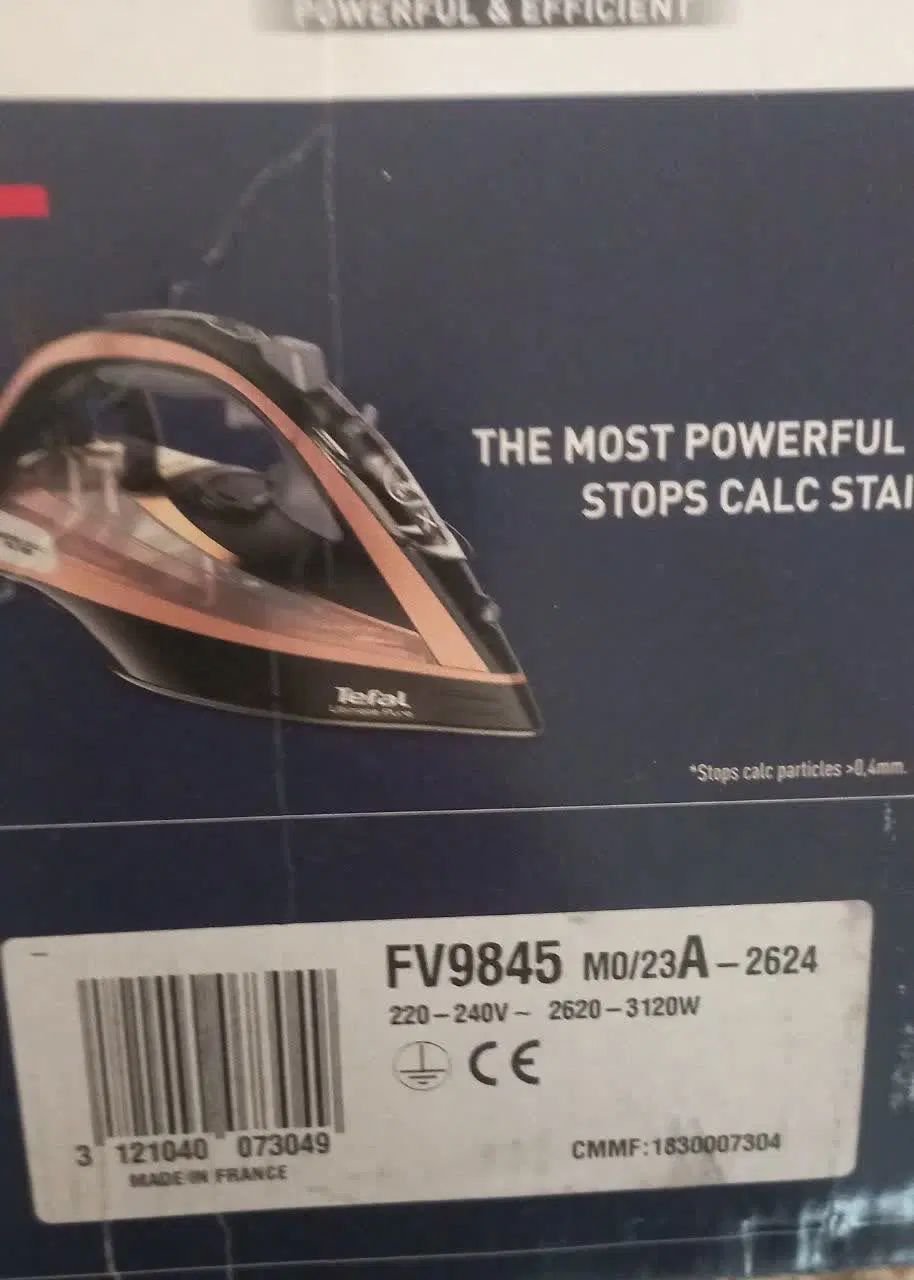 POWERFUL & EFFICIENT
THE MOST POWERFUL
STOPS CALC STAI
Tefal
*Stops calc particles >0,4mm.
FV9845 M0/23A-2624
220-240V~ 2620-3120W
CE
3 121040 073049
MADE IN FRANCE
CMMF:1830007304